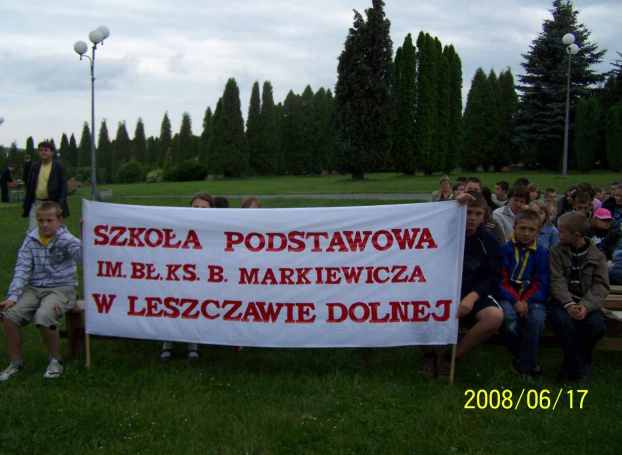 SZKOŁA PODSTAWOWA
IM. BŁ. KS. B. MARKIEWICZA
W LESZCZAWIE DOLNEJ
2008/06/17